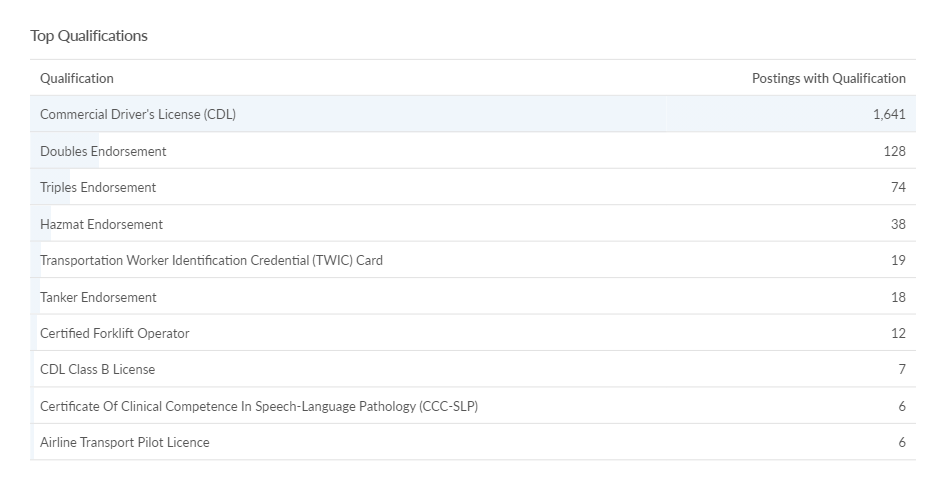 Top Qualifications
Qualification Postings with Qualification
Commercial Driver's License (CDL) 1,641
Doubles Endorsement 128
Triples Endorsement 74
Hazmat Endorsement 38
Transportation Worker Identification Credential (TWIC) Card 19
Tanker Endorsement 18
Certified Forklift Operator 12
CDL Class B License 7
Certificate Of Clinical Competence In Speech-Language Pathology (CCC-SLP) 6
Airline Transport Pilot Licence 6